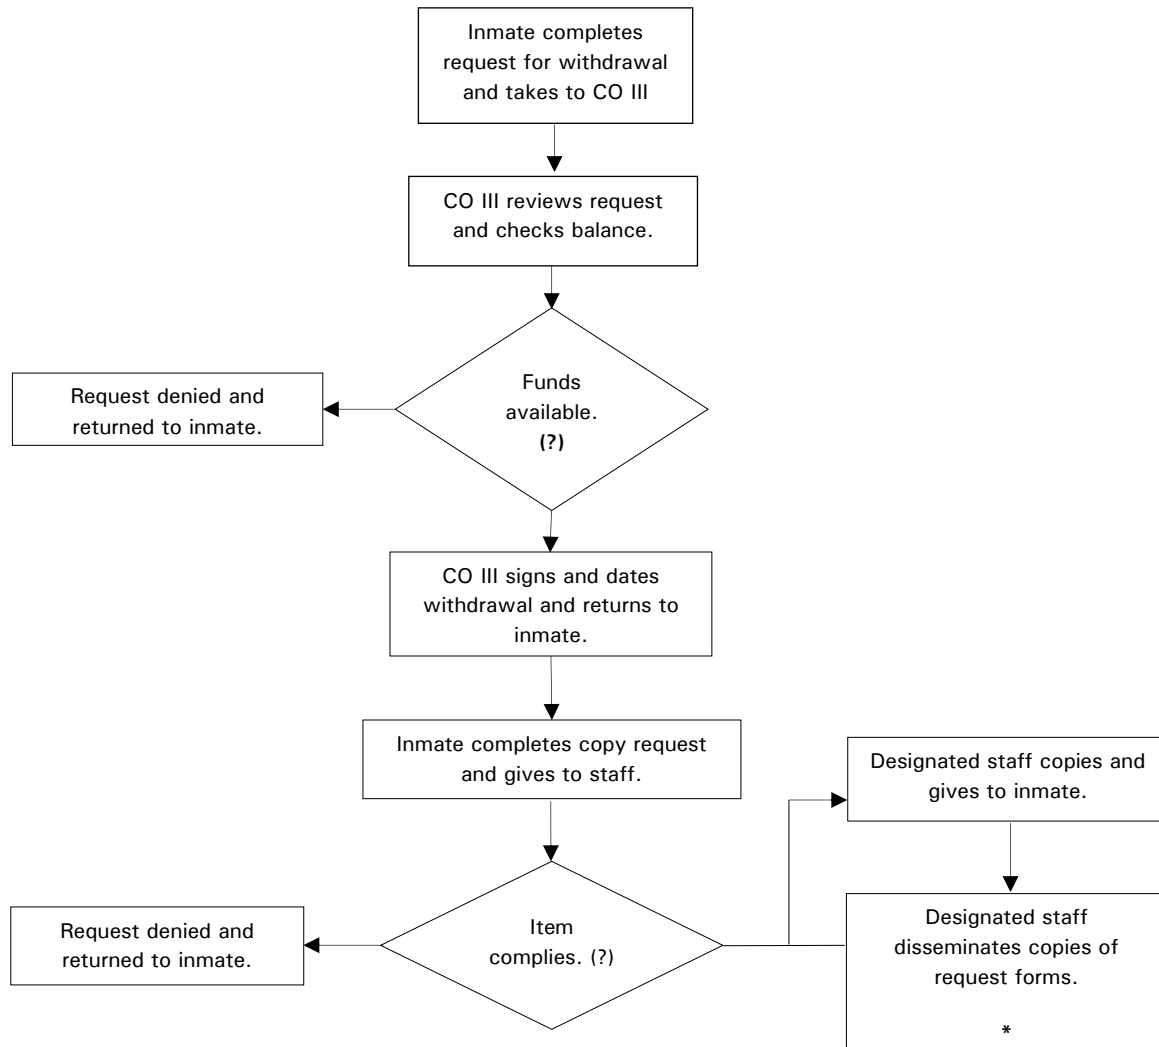 Inmate completes
request for withdrawal
and takes to CO III
CO III reviews request
and checks balance.
Funds
available.
(?)
Request denied and
returned to inmate.
CO III signs and dates
withdrawal and returns to
inmate.
Inmate completes copy request
and gives to staff.
Designated staff copies and
gives to inmate.
Item
complies. (?)
Request denied and
returned to inmate.
Designated staff
disseminates copies of
request forms.
*